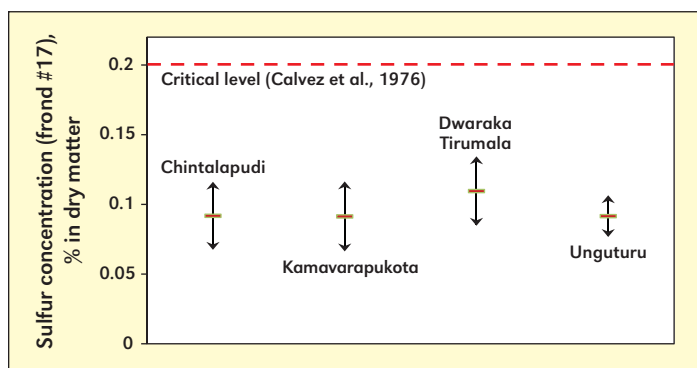 Sulfur concentration (frond #17),
% in dry matter
0.2
0.15
0.1
0.05
0
Critical level (Calvez et al., 1976)
Chintalapudi
Kamavarapukota
Dwaraka
Tirumala
Unguturu